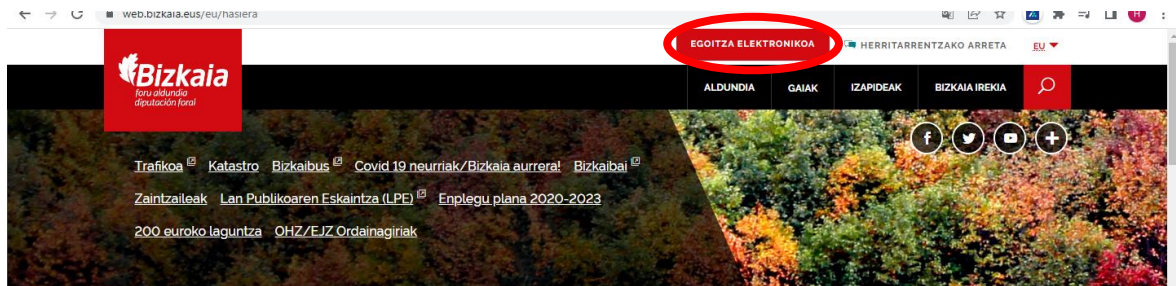 web.bizkaia.eus/eu/hasiera
H
EGOITZA ELEKTRONIKOA HERRITARRENTZAKO ARRETA EU
Bizkaia
foru aldundia
diputación foral
ALDUNDIA GAIAK IZAPIDEAK BIZKAIA IREKIA
Trafikoa Katastro Bizkaibus Covid 19 neurriak/Bizkaia aurrera! Bizkaibai
Zaintzaileak Lan Publikoaren Eskaintza (LPE) Enplegu plana 2020-2023
200 euroko laguntza OHZ/EJZ Ordainagiriak